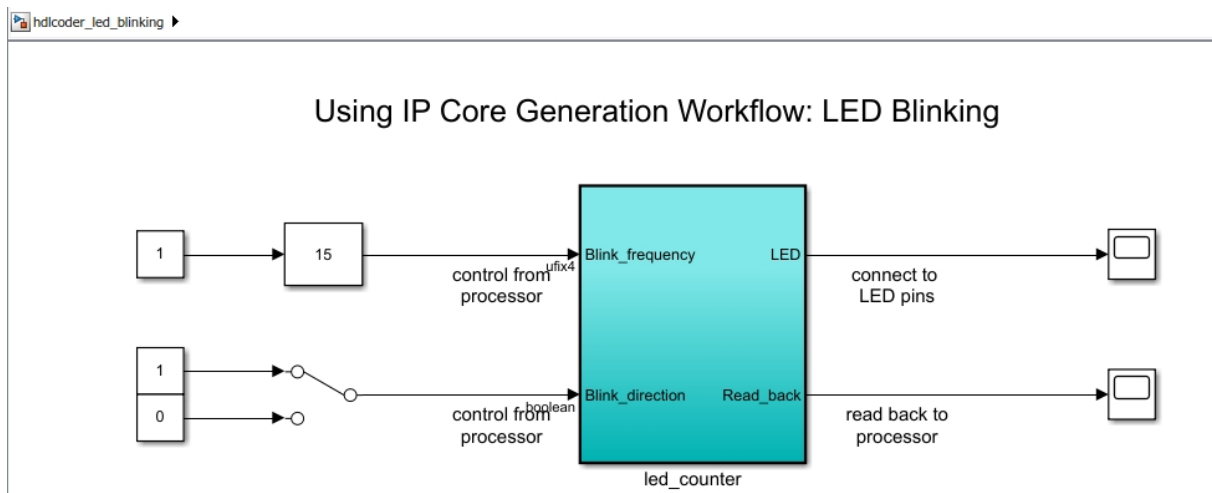 hdlcoder_led_blinking
Using IP Core Generation Workflow: LED Blinking
1
15
control from
processor
ufix4
Blink_frequency
LED
connect to
LED pins
1
0
control from
processor
boolean
Blink_direction
Read_back
read back to
processor
led_counter